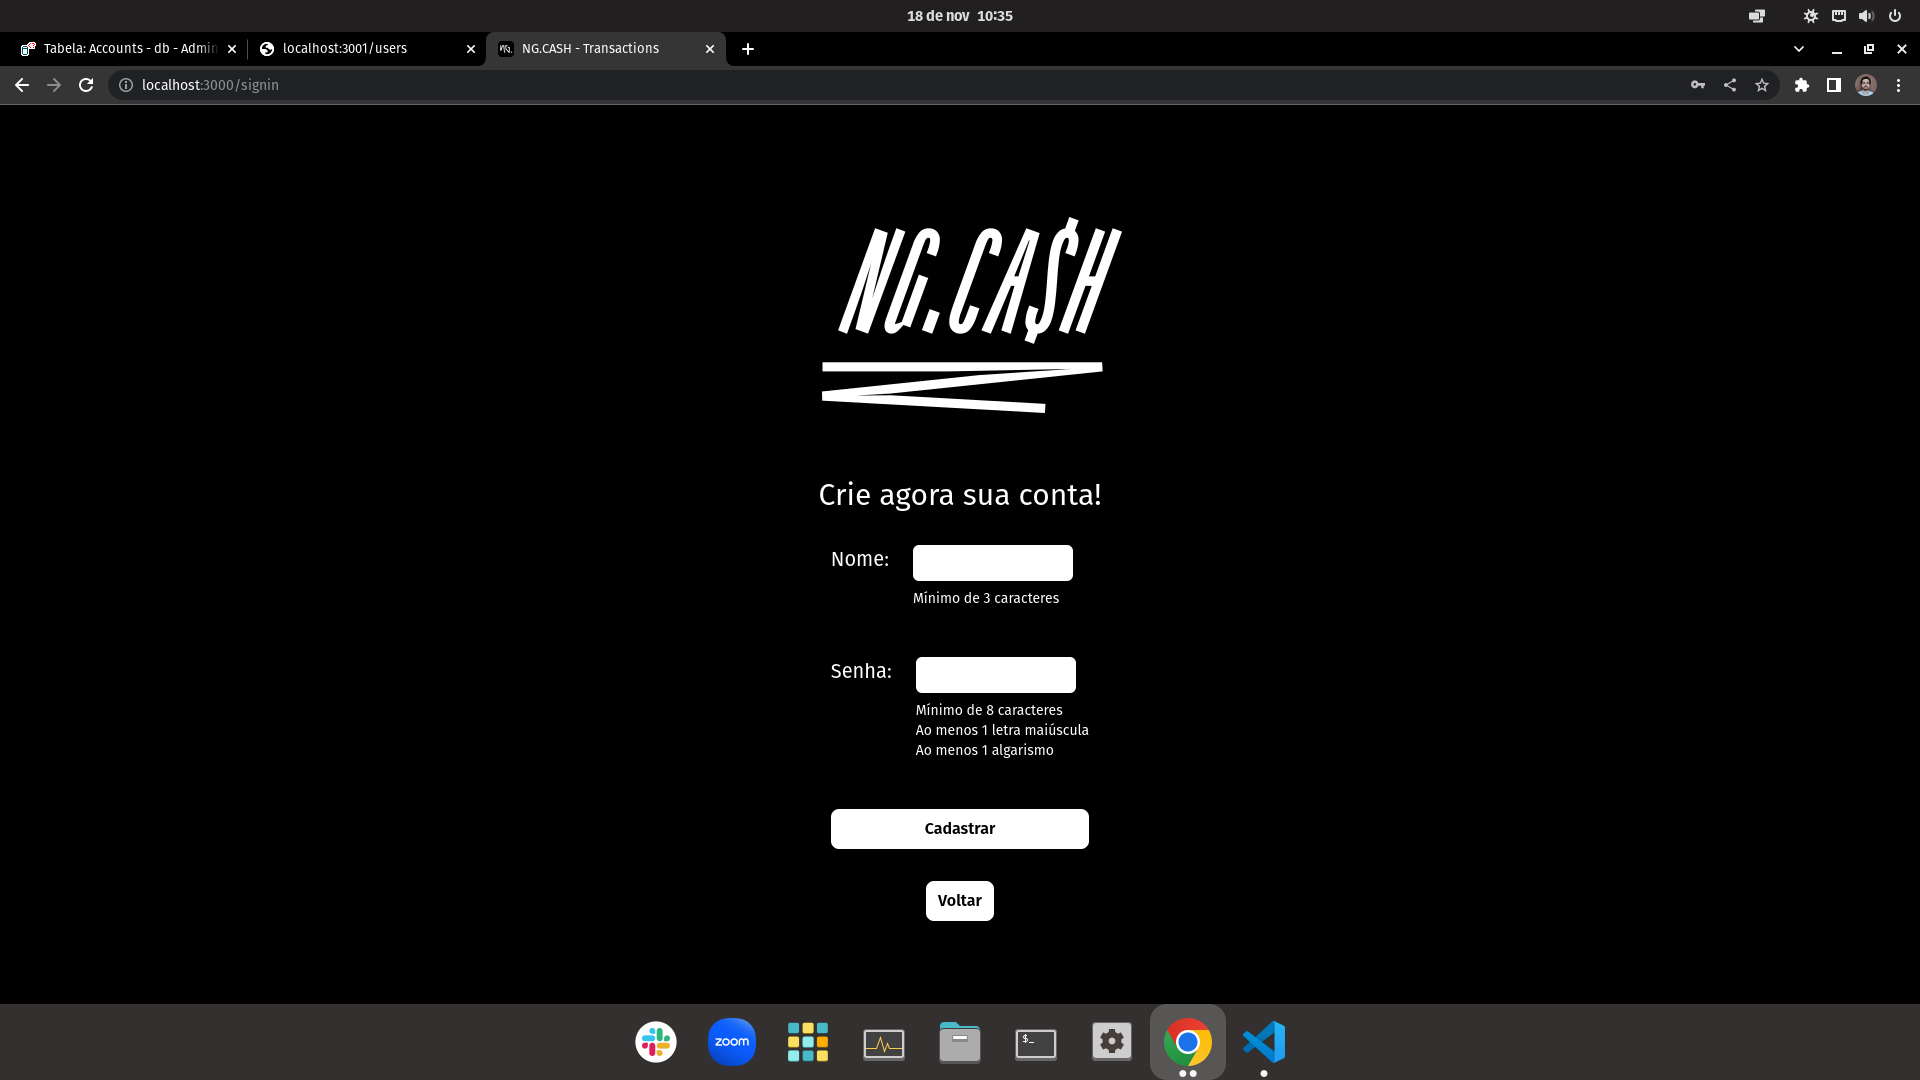 18 de nov 10:35
Tabela: Accounts - db - Admin
localhost:3001/users
NG.CASH - Transactions
localhost:3000/signin
NG.CA$H
Crie agora sua conta!
Nome:
Mínimo de 3 caracteres
Senha:
Mínimo de 8 caracteres
Ao menos 1 letra maiúscula
Ao menos 1 algarismo
Cadastrar
Voltar
zoom
$_